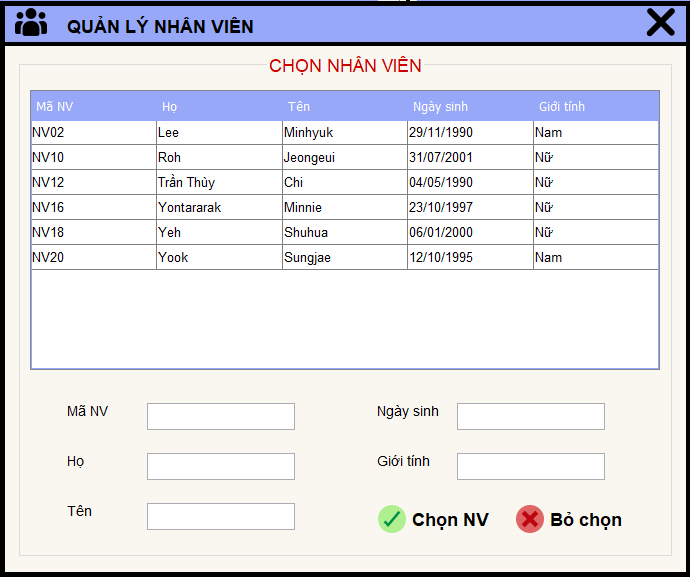 QUẢN LÝ NHÂN VIÊN
CHỌN NHÂN VIÊN
Mã NV Họ Tên Ngày sinh Giới tính
NV02 Lee Minhyuk 29/11/1990 Nam
NV10 Roh Jeongeui 31/07/2001 Nữ
NV12 Trần Thùy Chi 04/05/1990 Nữ
NV16 Yontararak Minnie 23/10/1997 Nữ
NV18 Yeh Shuhua 06/01/2000 Nữ
NV20 Yook Sungjae 12/10/1995 Nam
Mã NV Ngày sinh
Họ Giới tính
Tên Chọn NV Bỏ chọn